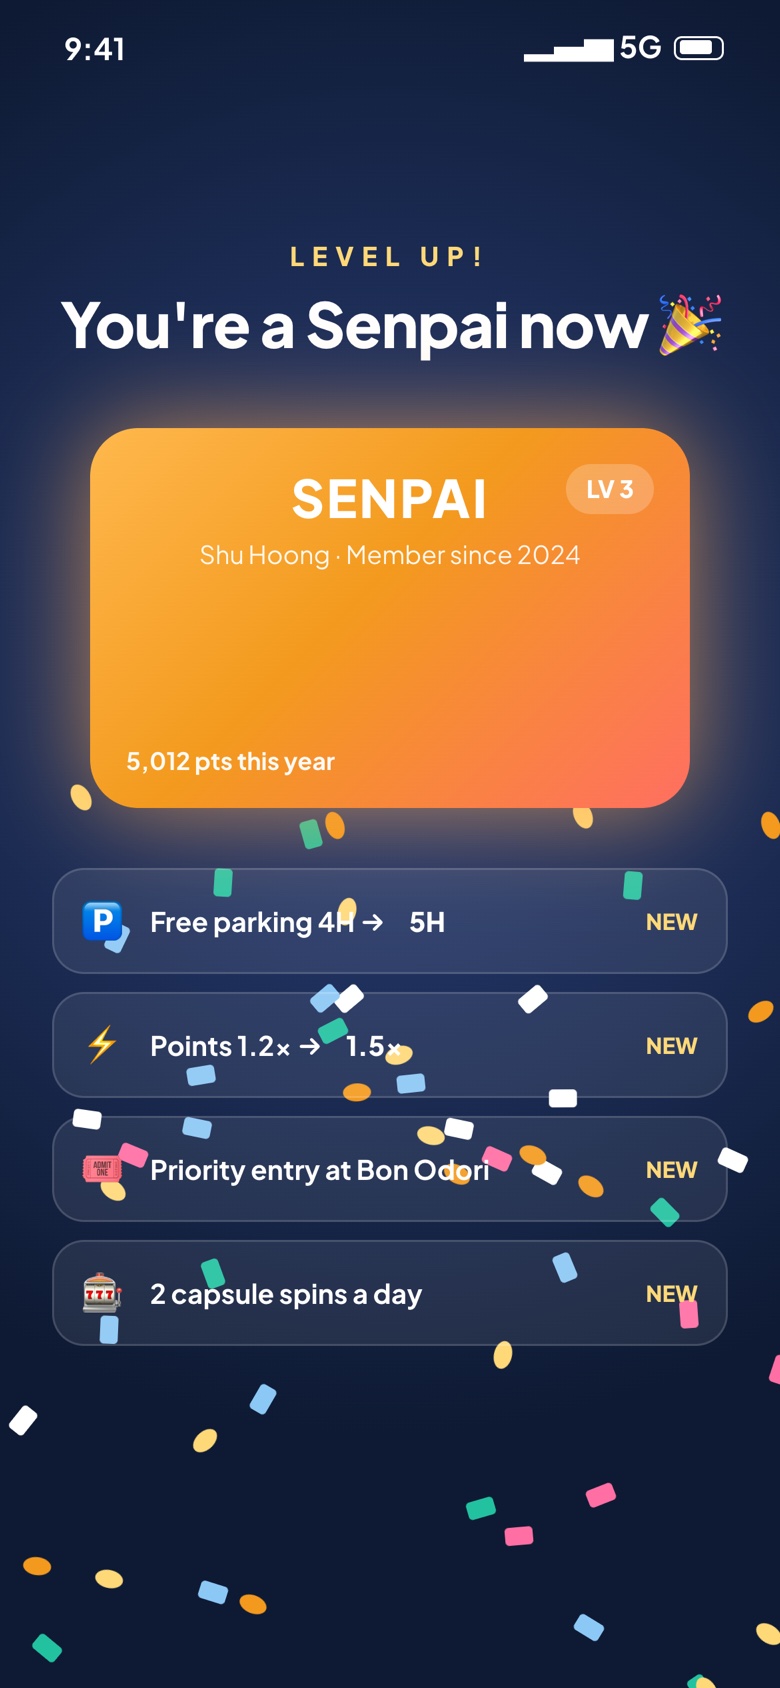 9:41 5G
LEVEL UP!
You're a Senpai now 🎉
SENPAI LV 3
Shu Hoong · Member since 2024
5,012 pts this year
🅿️ Free parking 4H → 5H NEW
⚡ Points 1.2× → 1.5× NEW
🎟️ Priority entry at Bon Odori NEW
🎰 2 capsule spins a day NEW